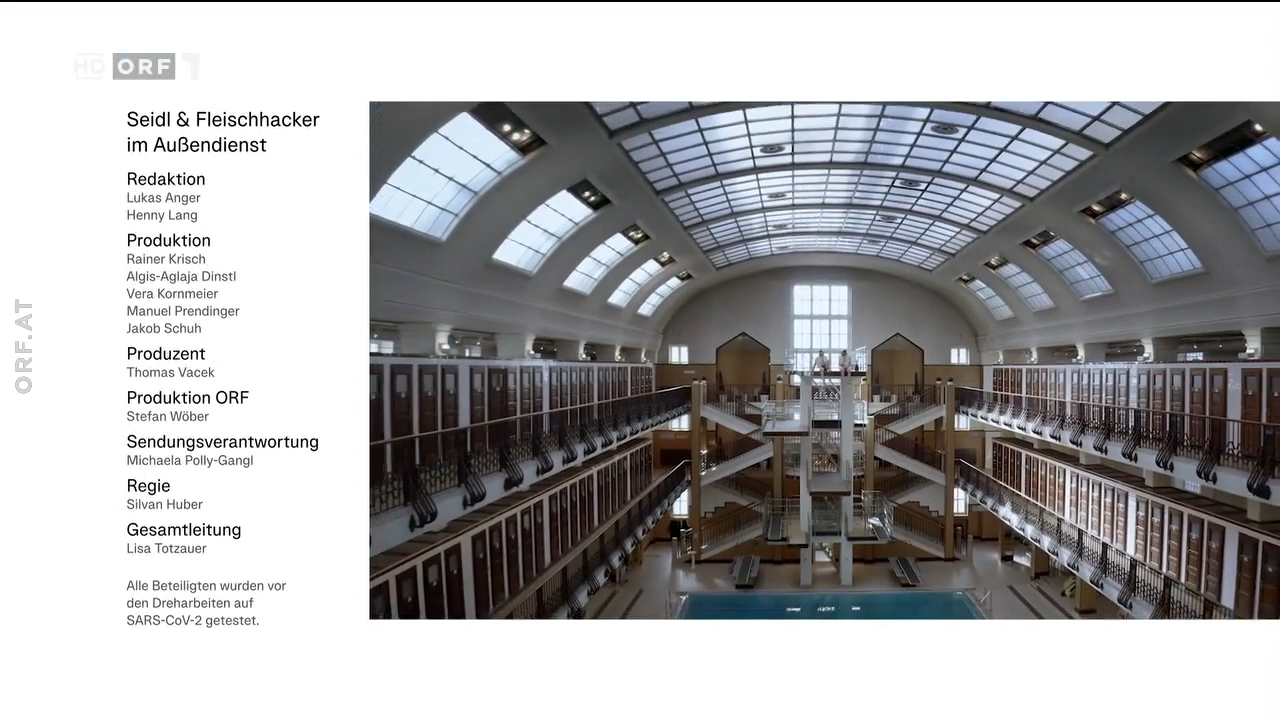 HD ORF 1
Seidl & Fleischhacker
im Außendienst
Redaktion
Lukas Anger
Henny Lang
Produktion
Rainer Krisch
Algis-Aglaja Dinstl
Vera Kornmeier
Manuel Prendinger
Jakob Schuh
Produzent
Thomas Vacek
Produktion ORF
Stefan Wöber
Sendungsverantwortung
Michaela Polly-Gangl
Regie
Silvan Huber
Gesamtleitung
Lisa Totzauer
Alle Beteiligten wurden vor
den Dreharbeiten auf
SARS-CoV-2 getestet.
ORF.AT